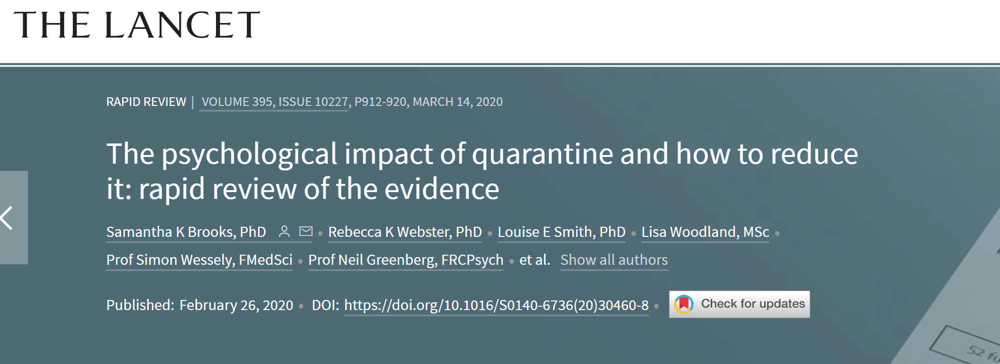 THE LANCET
RAPID REVIEW | VOLUME 395, ISSUE 10227, P912-920, MARCH 14, 2020
The psychological impact of quarantine and how to reduce
it: rapid review of the evidence
Samantha K Brooks, PhD • Rebecca K Webster, PhD • Louise E Smith, PhD • Lisa Woodland, MSc •
Prof Simon Wessely, FMedSci • Prof Neil Greenberg, FRCPsych • et al. Show all authors
Published: February 26, 2020 • DOI: https://doi.org/10.1016/S0140-6736(20)30460-8 • Check for updates
52 fu